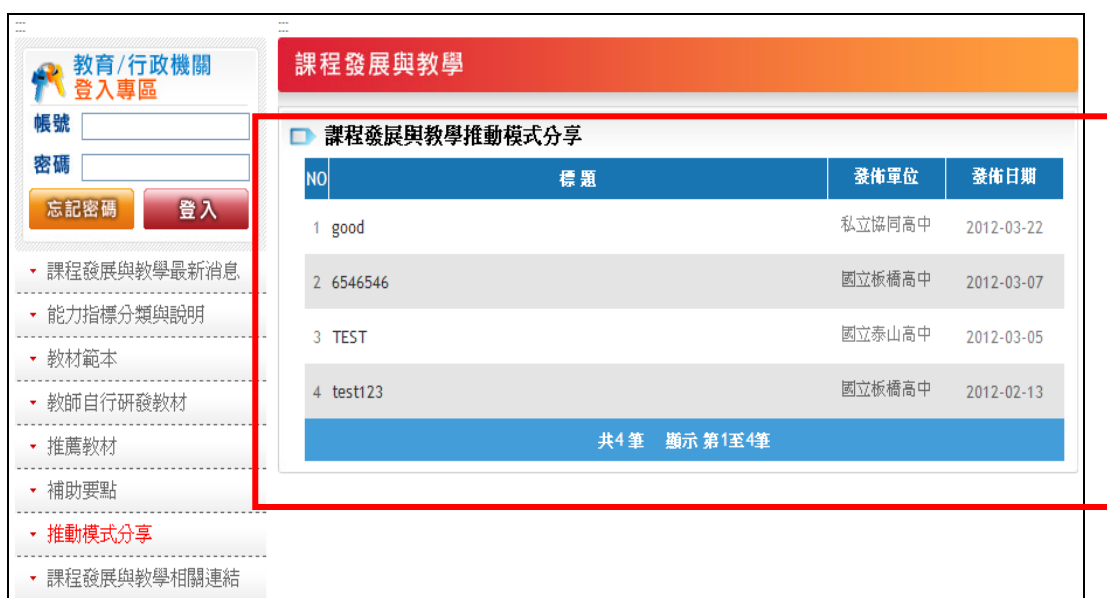 教育/行政機關
登入專區
帳號
密碼
忘記密碼 登入
課程發展與教學最新消息
能力指標分類與說明
教材範本
教師自行研發教材
推薦教材
補助要點
推動模式分享
課程發展與教學相關連結
課程發展與教學
課程發展與教學推動模式分享
NO 標 題 發佈單位 發佈日期
1 good 私立協同高中 2012-03-22
2 6546546 國立板橋高中 2012-03-07
3 TEST 國立泰山高中 2012-03-05
4 test123 國立板橋高中 2012-02-13
共4 筆 顯示 第1至4筆